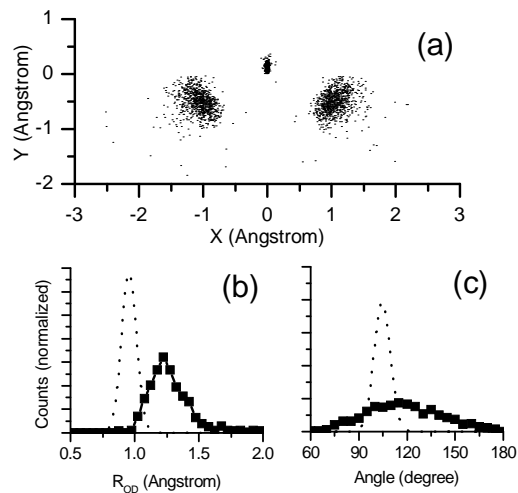 (a)
Y (Angstrom)
1
0
-1
-2
-3 -2 -1 0 1 2 3
X (Angstrom)
(b)
(c)
Counts (normalized)
0.5 1.0 1.5 2.0
60 90 120 150 180
R_OD (Angstrom)
Angle (degree)